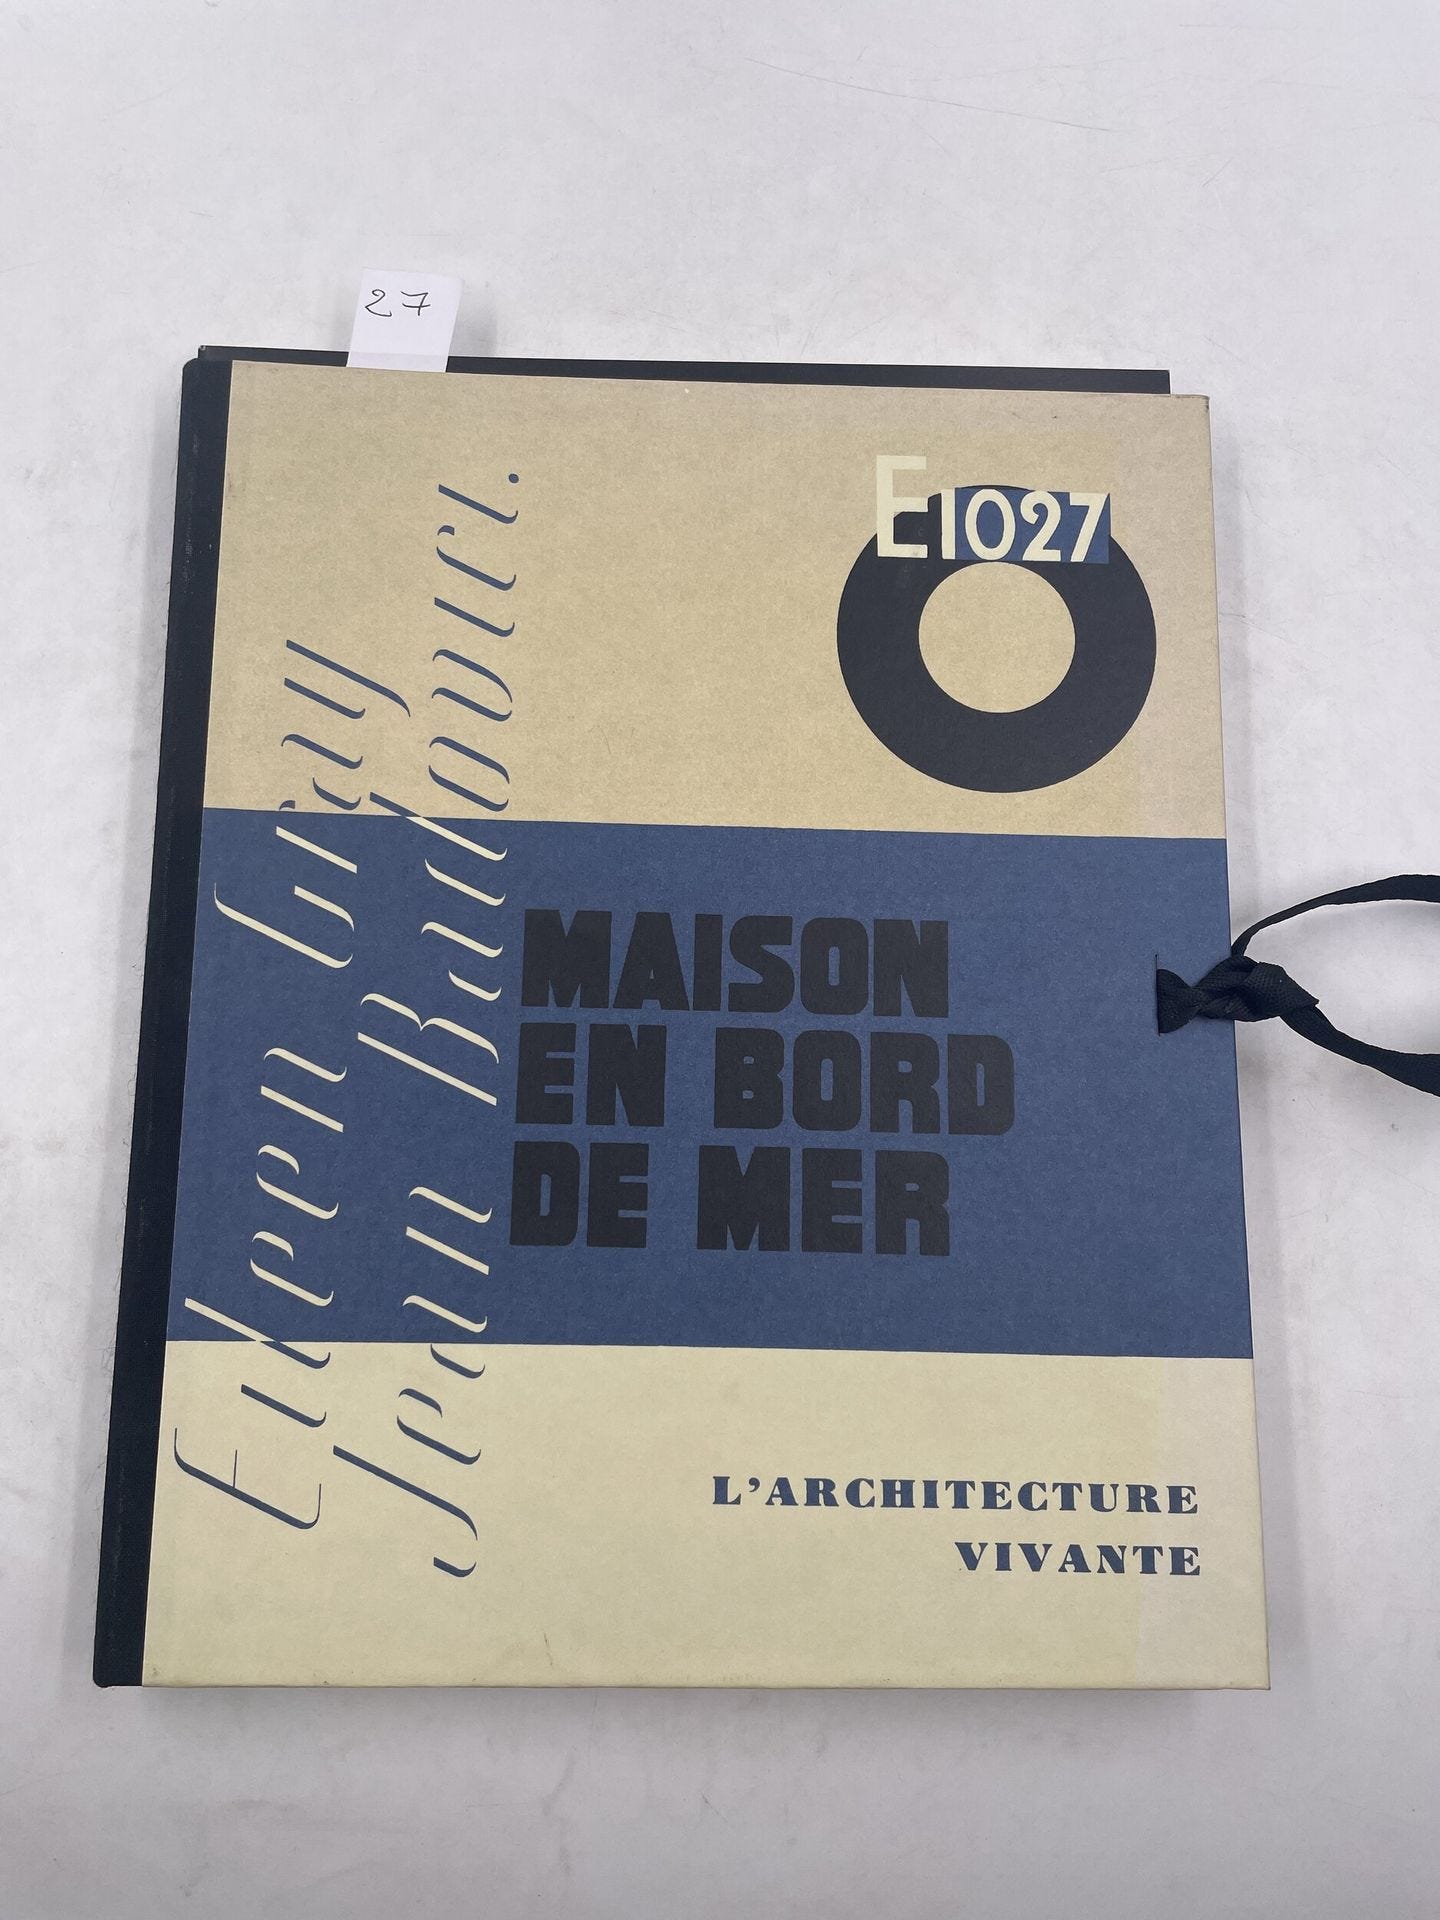 27
E1027
Eileen Gray
Jean Badovici.
MAISON
EN BORD
DE MER
L'ARCHITECTURE
VIVANTE